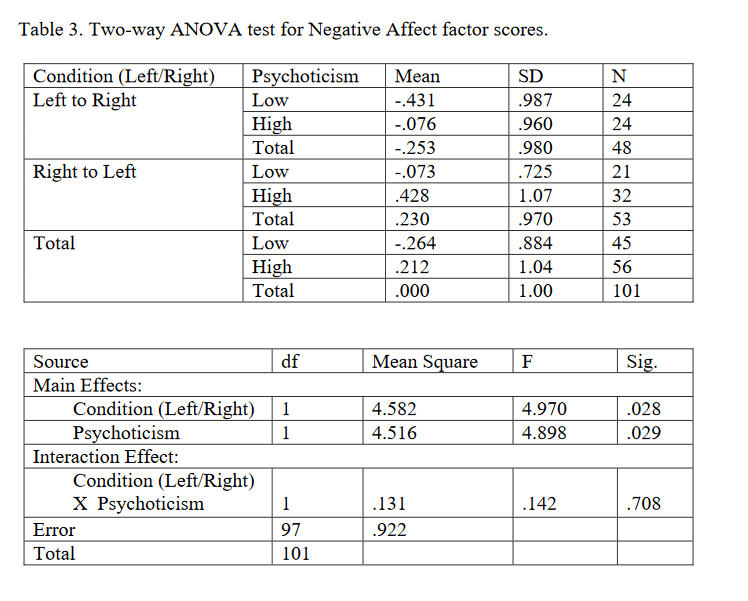 Table 3. Two-way ANOVA test for Negative Affect factor scores.
Condition (Left/Right) Psychoticism Mean SD N
Left to Right Low -.431 .987 24
High -.076 .960 24
Total -.253 .980 48
Right to Left Low -.073 .725 21
High .428 1.07 32
Total .230 .970 53
Total Low -.264 .884 45
High .212 1.04 56
Total .000 1.00 101
Source df Mean Square F Sig.
Main Effects:
Condition (Left/Right) 1 4.582 4.970 .028
Psychoticism 1 4.516 4.898 .029
Interaction Effect:
Condition (Left/Right)
X Psychoticism 1 .131 .142 .708
Error 97 .922
Total 101